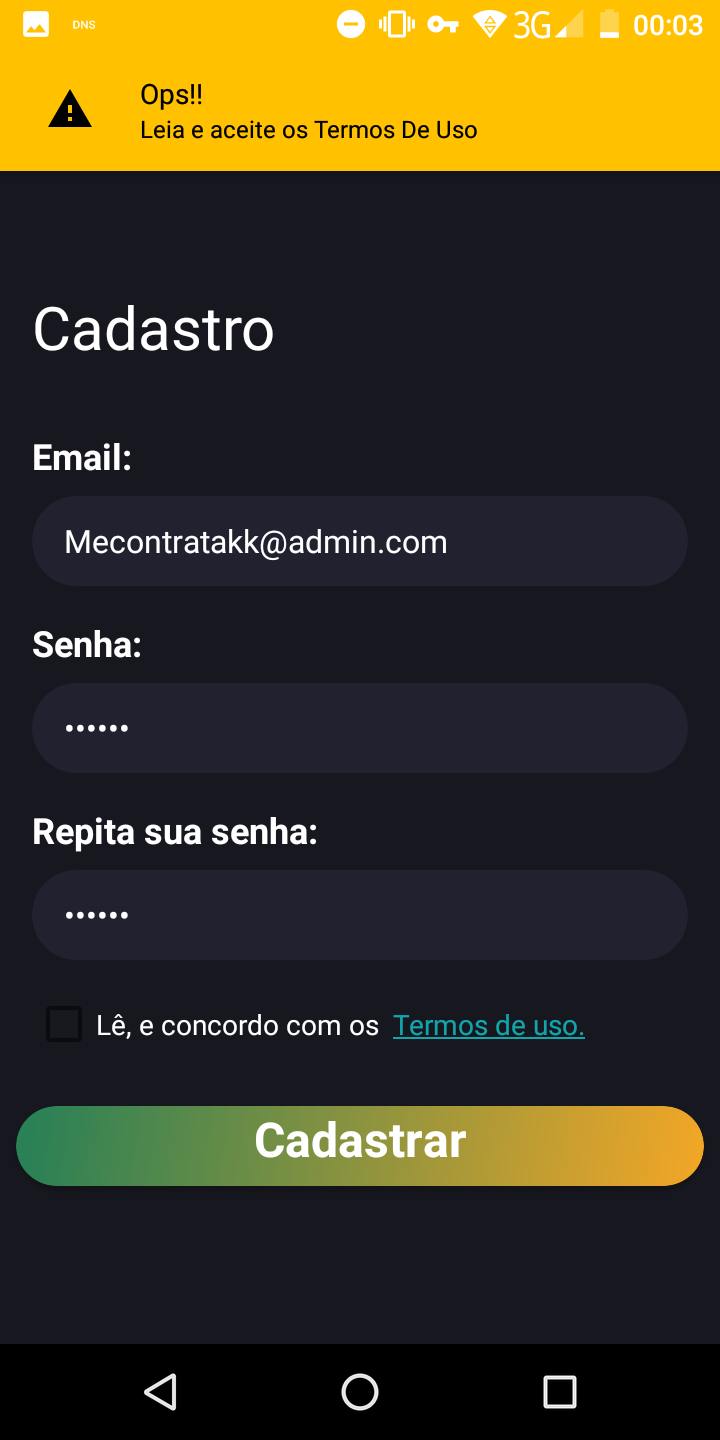 DNS 3G 00:03
Ops!!
Leia e aceite os Termos De Uso
Cadastro
Email:
Mecontratakk@admin.com
Senha:
••••••
Repita sua senha:
••••••
Lê, e concordo com os Termos de uso.
Cadastrar